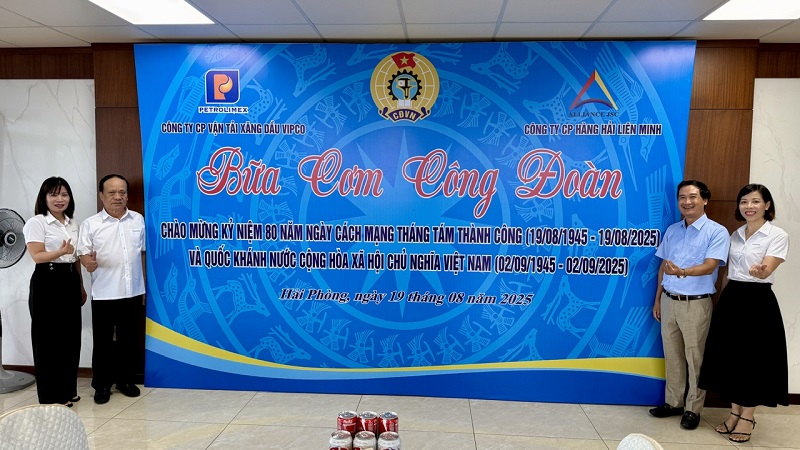 PETROLIMEX
CĐVN
ALLIANCE JSC
CÔNG TY CP VẬN TẢI XĂNG DẦU VIPCO
CÔNG TY CP HÀNG HẢI LIÊN MINH
Bữa Cơm Công Đoàn
CHÀO MỪNG KỶ NIỆM 80 NĂM NGÀY CÁCH MẠNG THÁNG TÁM THÀNH CÔNG (19/08/1945 - 19/08/2025)
VÀ QUỐC KHÁNH NƯỚC CỘNG HÒA XÃ HỘI CHỦ NGHĨA VIỆT NAM (02/09/1945 - 02/09/2025)
Hải Phòng, ngày 19 tháng 08 năm 2025